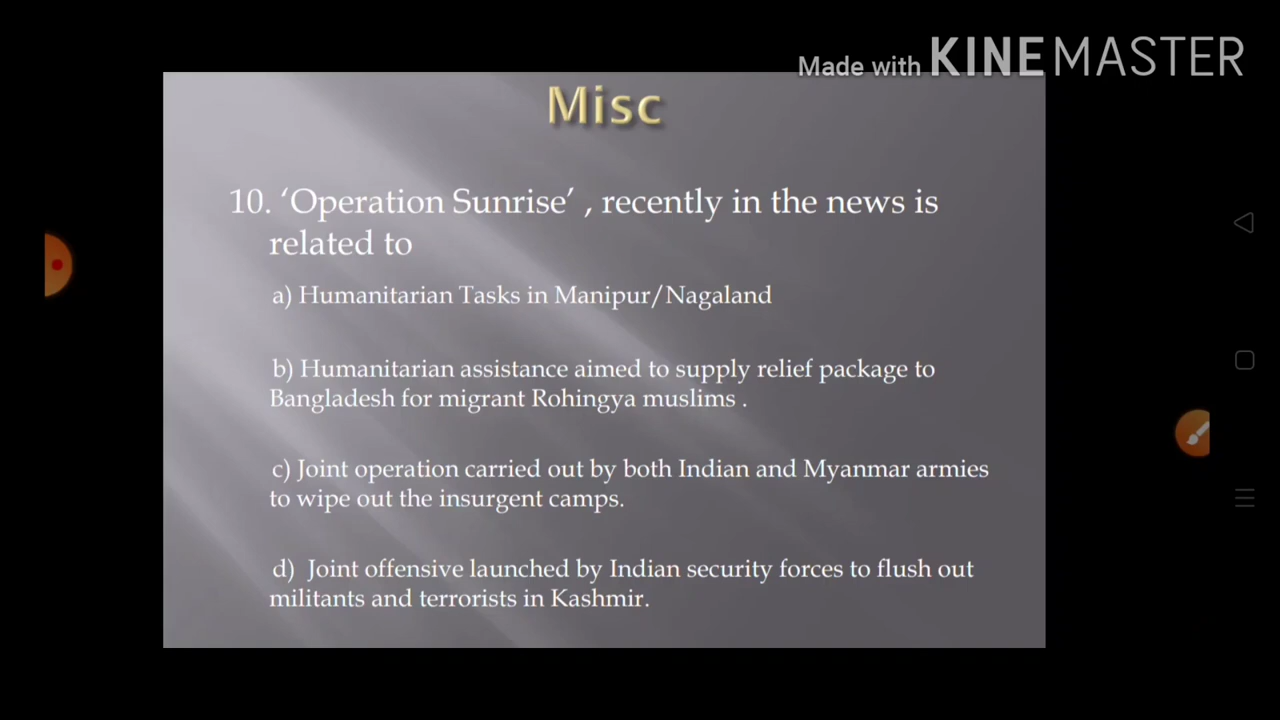 Made with KINEMASTER
Misc
10. ‘Operation Sunrise’ , recently in the news is
related to
a) Humanitarian Tasks in Manipur/Nagaland
b) Humanitarian assistance aimed to supply relief package to
Bangladesh for migrant Rohingya muslims .
c) Joint operation carried out by both Indian and Myanmar armies
to wipe out the insurgent camps.
d) Joint offensive launched by Indian security forces to flush out
militants and terrorists in Kashmir.